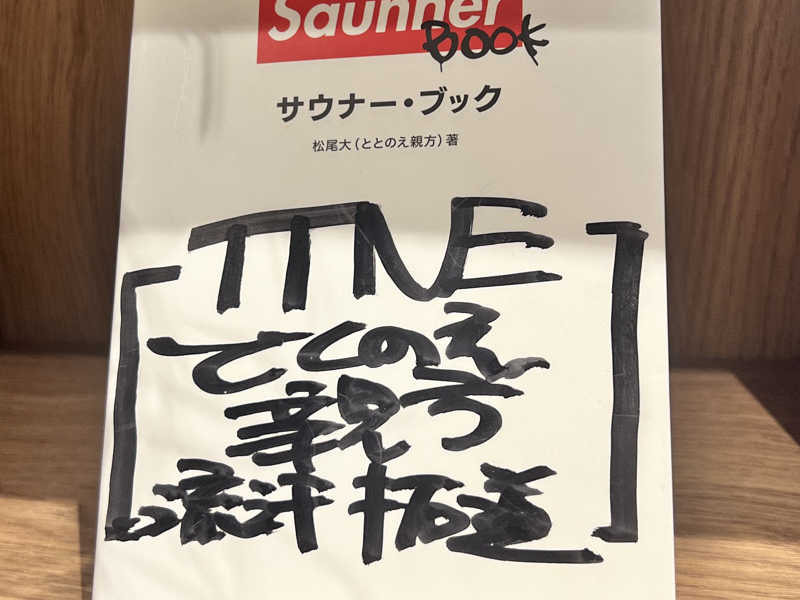 Saunner
BOOK
サウナー・ブック
松尾大(ととのえ親方)著
TTNE
ととのえ
親方